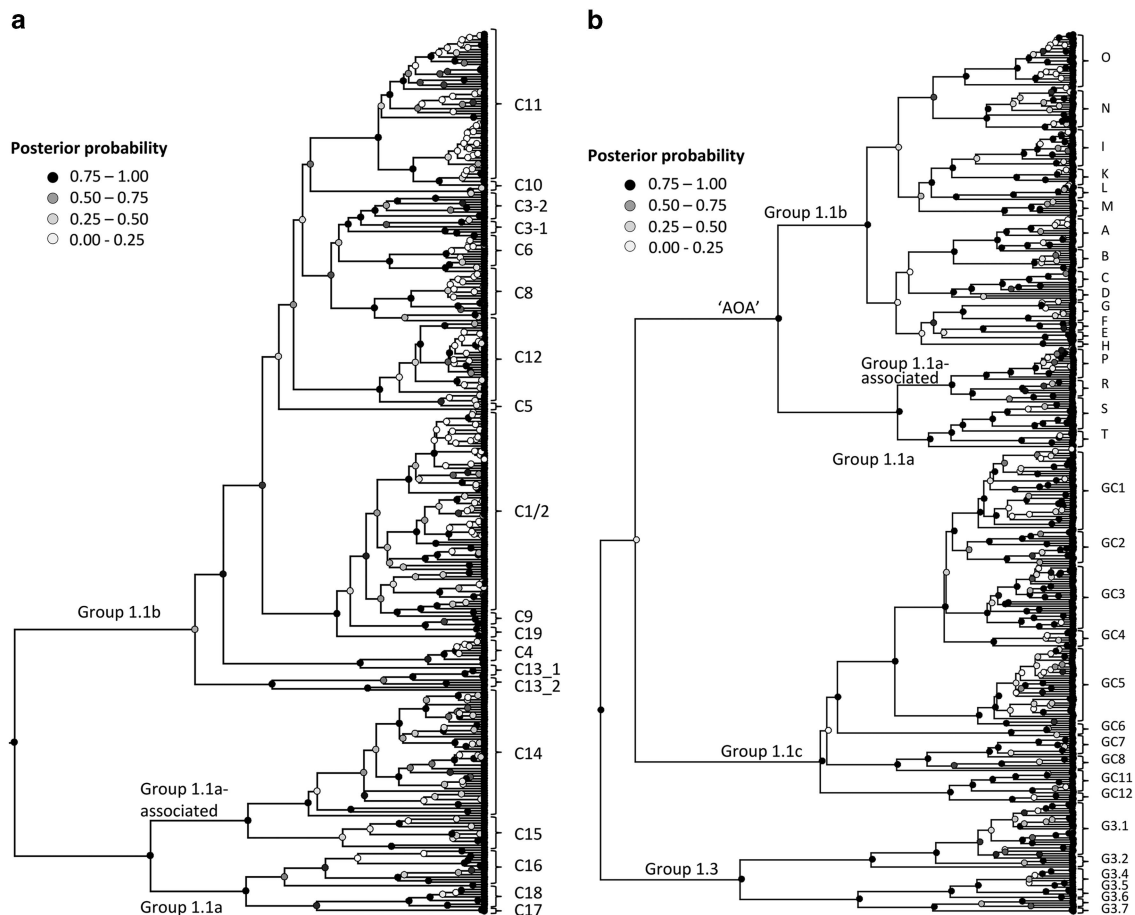 a
Posterior probability
0.75 – 1.00
0.50 – 0.75
0.25 – 0.50
0.00 - 0.25
Group 1.1b
Group 1.1a-
associated
Group 1.1a
C11
C10
C3-2
C3-1
C6
C8
C12
C5
C1/2
C9
C19
C4
C13_1
C13_2
C14
C15
C16
C18
C17
b
Posterior probability
0.75 – 1.00
0.50 – 0.75
0.25 – 0.50
0.00 - 0.25
Group 1.1b
‘AOA’
Group 1.1a-
associated
Group 1.1a
Group 1.1c
Group 1.3
O
N
I
K
L
M
A
B
C
D
G
F
E
H
P
R
S
T
GC1
GC2
GC3
GC4
GC5
GC6
GC7
GC8
GC11
GC12
G3.1
G3.2
G3.4
G3.5
G3.6
G3.7